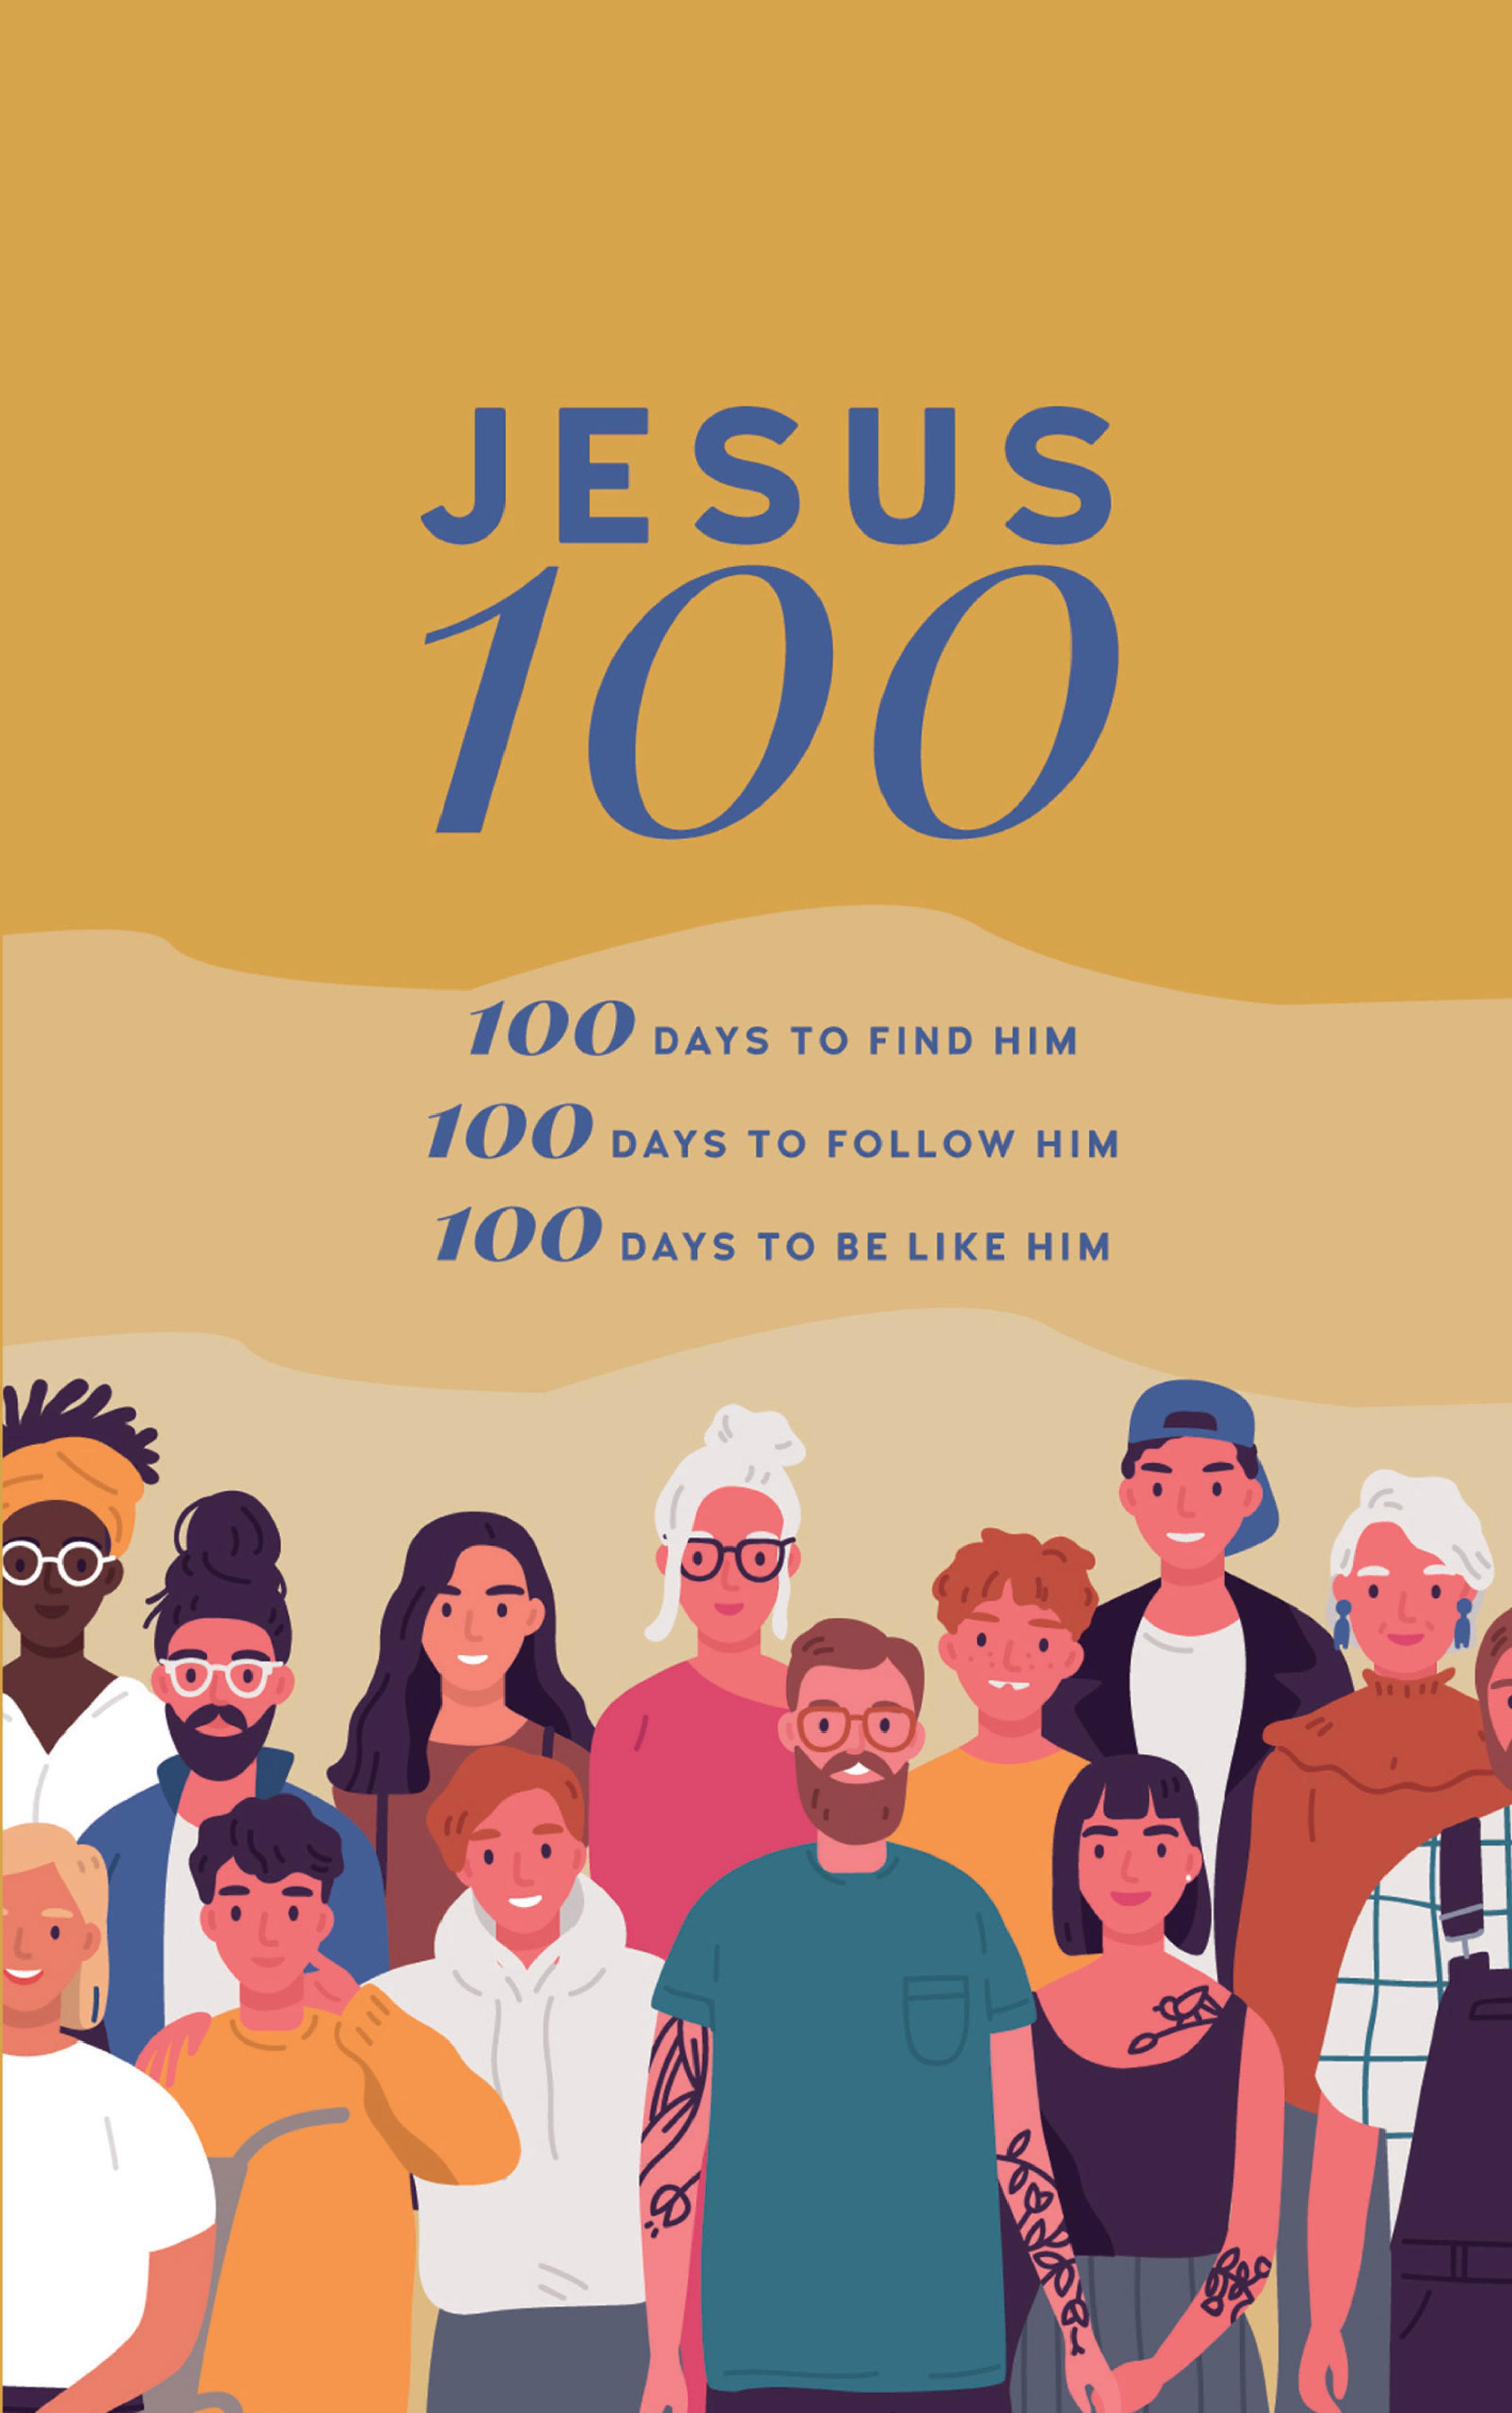 JESUS
100
100 DAYS TO FIND HIM
100 DAYS TO FOLLOW HIM
100 DAYS TO BE LIKE HIM